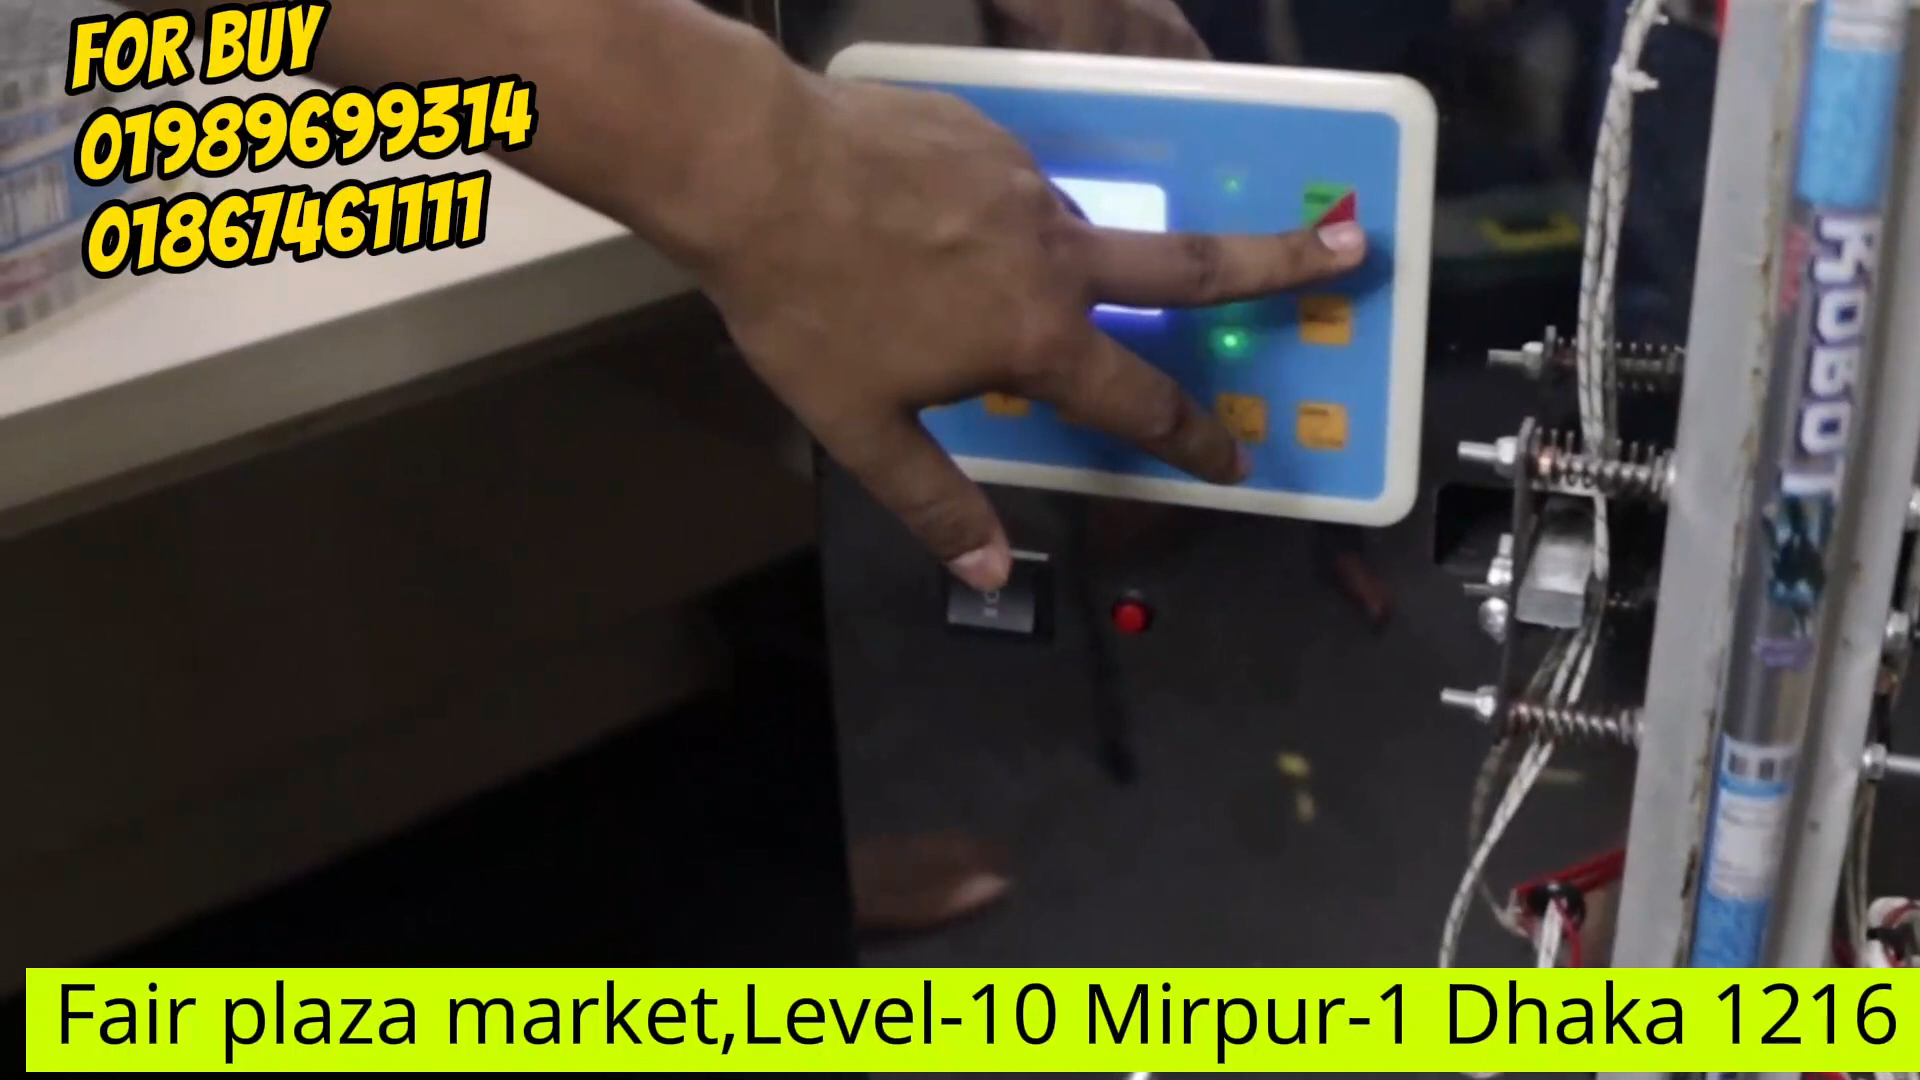 FOR BUY
01989699314
01867461111
ROBOT
Fair plaza market,Level-10 Mirpur-1 Dhaka 1216